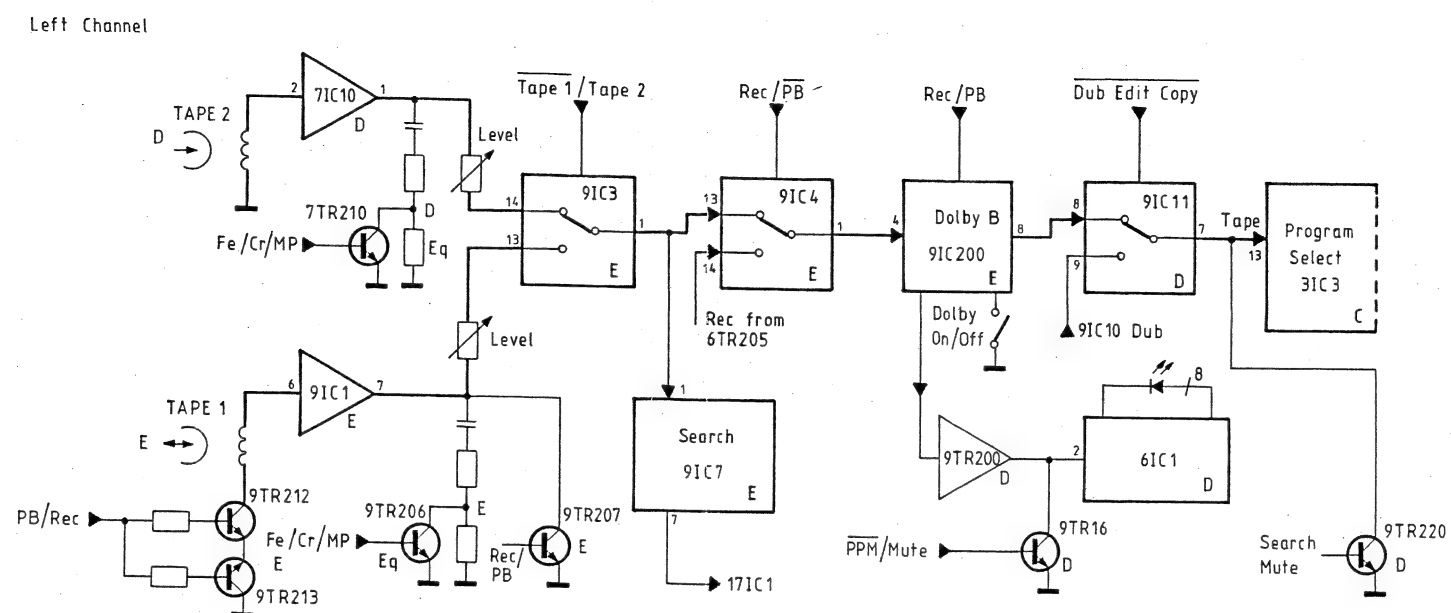 Left Channel
2
7IC10
1
D
TAPE 2
D
Level
7TR210
D
Fe/Cr/MP
Eq
Tape 1/Tape 2
14
9IC3
1
13
E
Rec/PB
13
9IC4
1
14
E
Rec from
6TR205
Rec/PB
4
Dolby B
8
9IC200
E
Dolby
On/Off
Dub Edit Copy
8
9IC11
7
9
D
9IC10 Dub
Tape
13
Program
Select
3IC3
C
Level
6
9IC1
7
E
TAPE 1
E
9TR212
PB/Rec
E
9TR213
9TR206
E
Fe/Cr/MP
Eq
9TR207
Rec/
PB
E
1
Search
9IC7
E
7
17IC1
9TR200
D
2
6IC1
D
8
PPM/Mute
9TR16
D
Search
Mute
9TR220
D